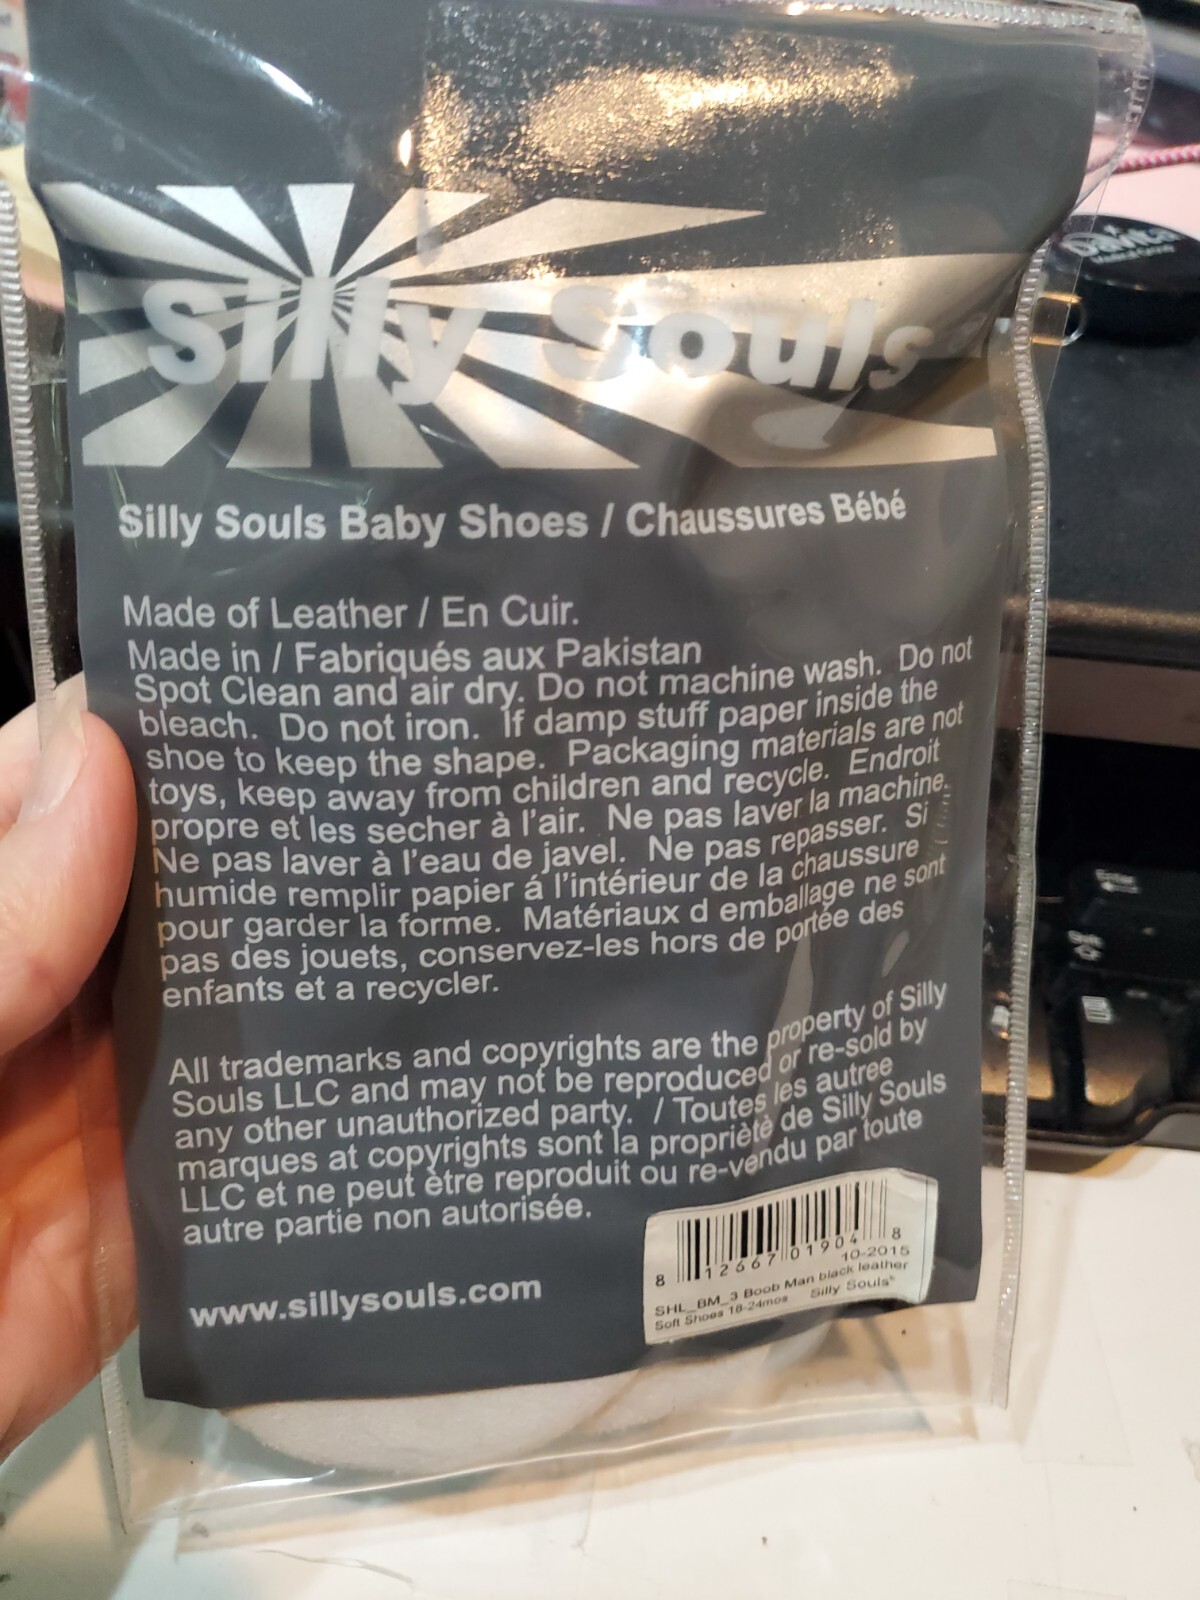 Silly Souls
Silly Souls Baby Shoes / Chaussures Bébé
Made of Leather / En Cuir.
Made in / Fabriqués aux Pakistan
Spot Clean and air dry. Do not machine wash. Do not
bleach. Do not iron. If damp stuff paper inside the
shoe to keep the shape. Packaging materials are not
toys, keep away from children and recycle. Endroit
propre et les secher à l'air. Ne pas laver la machine.
Ne pas laver à l'eau de javel. Ne pas repasser. Si
humide remplir papier á l'intérieur de la chaussure
pour garder la forme. Matériaux d emballage ne sont
pas des jouets, conservez-les hors de portée des
enfants et a recycler.
All trademarks and copyrights are the property of Silly
Souls LLC and may not be reproduced or re-sold by
any other unauthorized party. / Toutes les autree
marques at copyrights sont la propriètè de Silly Souls
LLC et ne peut être reproduit ou re-vendu par toute
autre partie non autorisée.
www.sillysouls.com
8 12667 01904 8
10-2015
SHL_BM_3 Boob Man black leather
Soft Shoes 18-24mos Silly Souls®
Enter